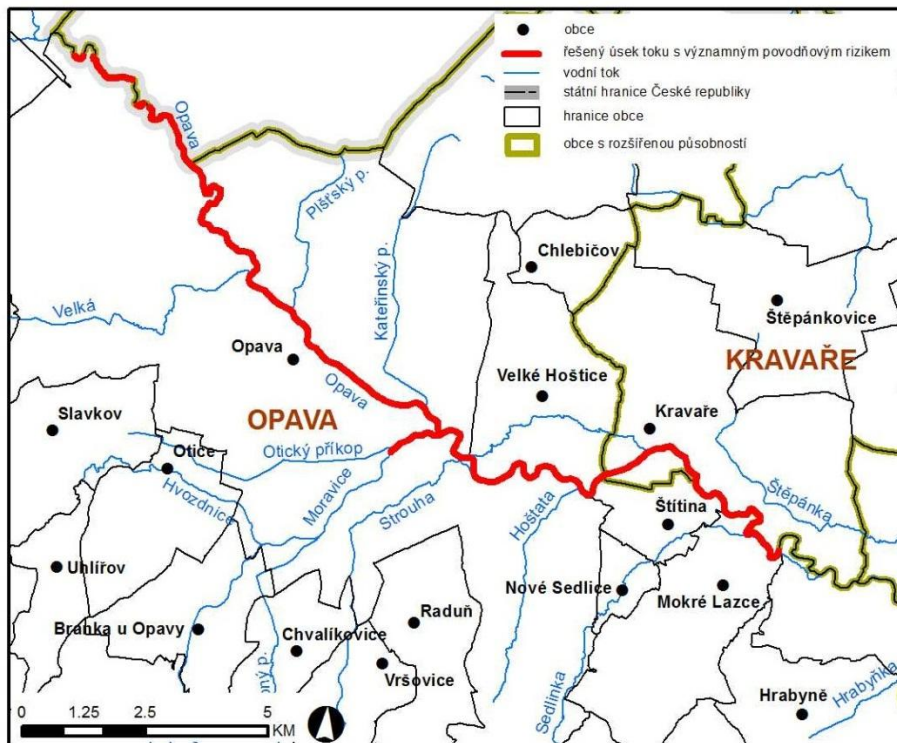 obce
řešený úsek toku s významným povodňovým rizikem
vodní tok
státní hranice České republiky
hranice obce
obce s rozšířenou působností
Opava
Plšťský p.
Kateřinský p.
Chlebičov
Velká
Štěpánkovice
Opava
KRAVAŘE
Opava
Velké Hoštice
Slavkov
OPAVA
Kravaře
Otice
Otický příkop
Hvozdnice
Moravice
Strouha
Hoštata
Štítina
Štěpánka
Uhlířov
Nové Sedlice
Mokré Lazce
Raduň
Branka u Opavy
Chvalíkovice
Vršovice
Sedlinka
Hrabyně
Hrabyňka
0 1.25 2.5 5
KM